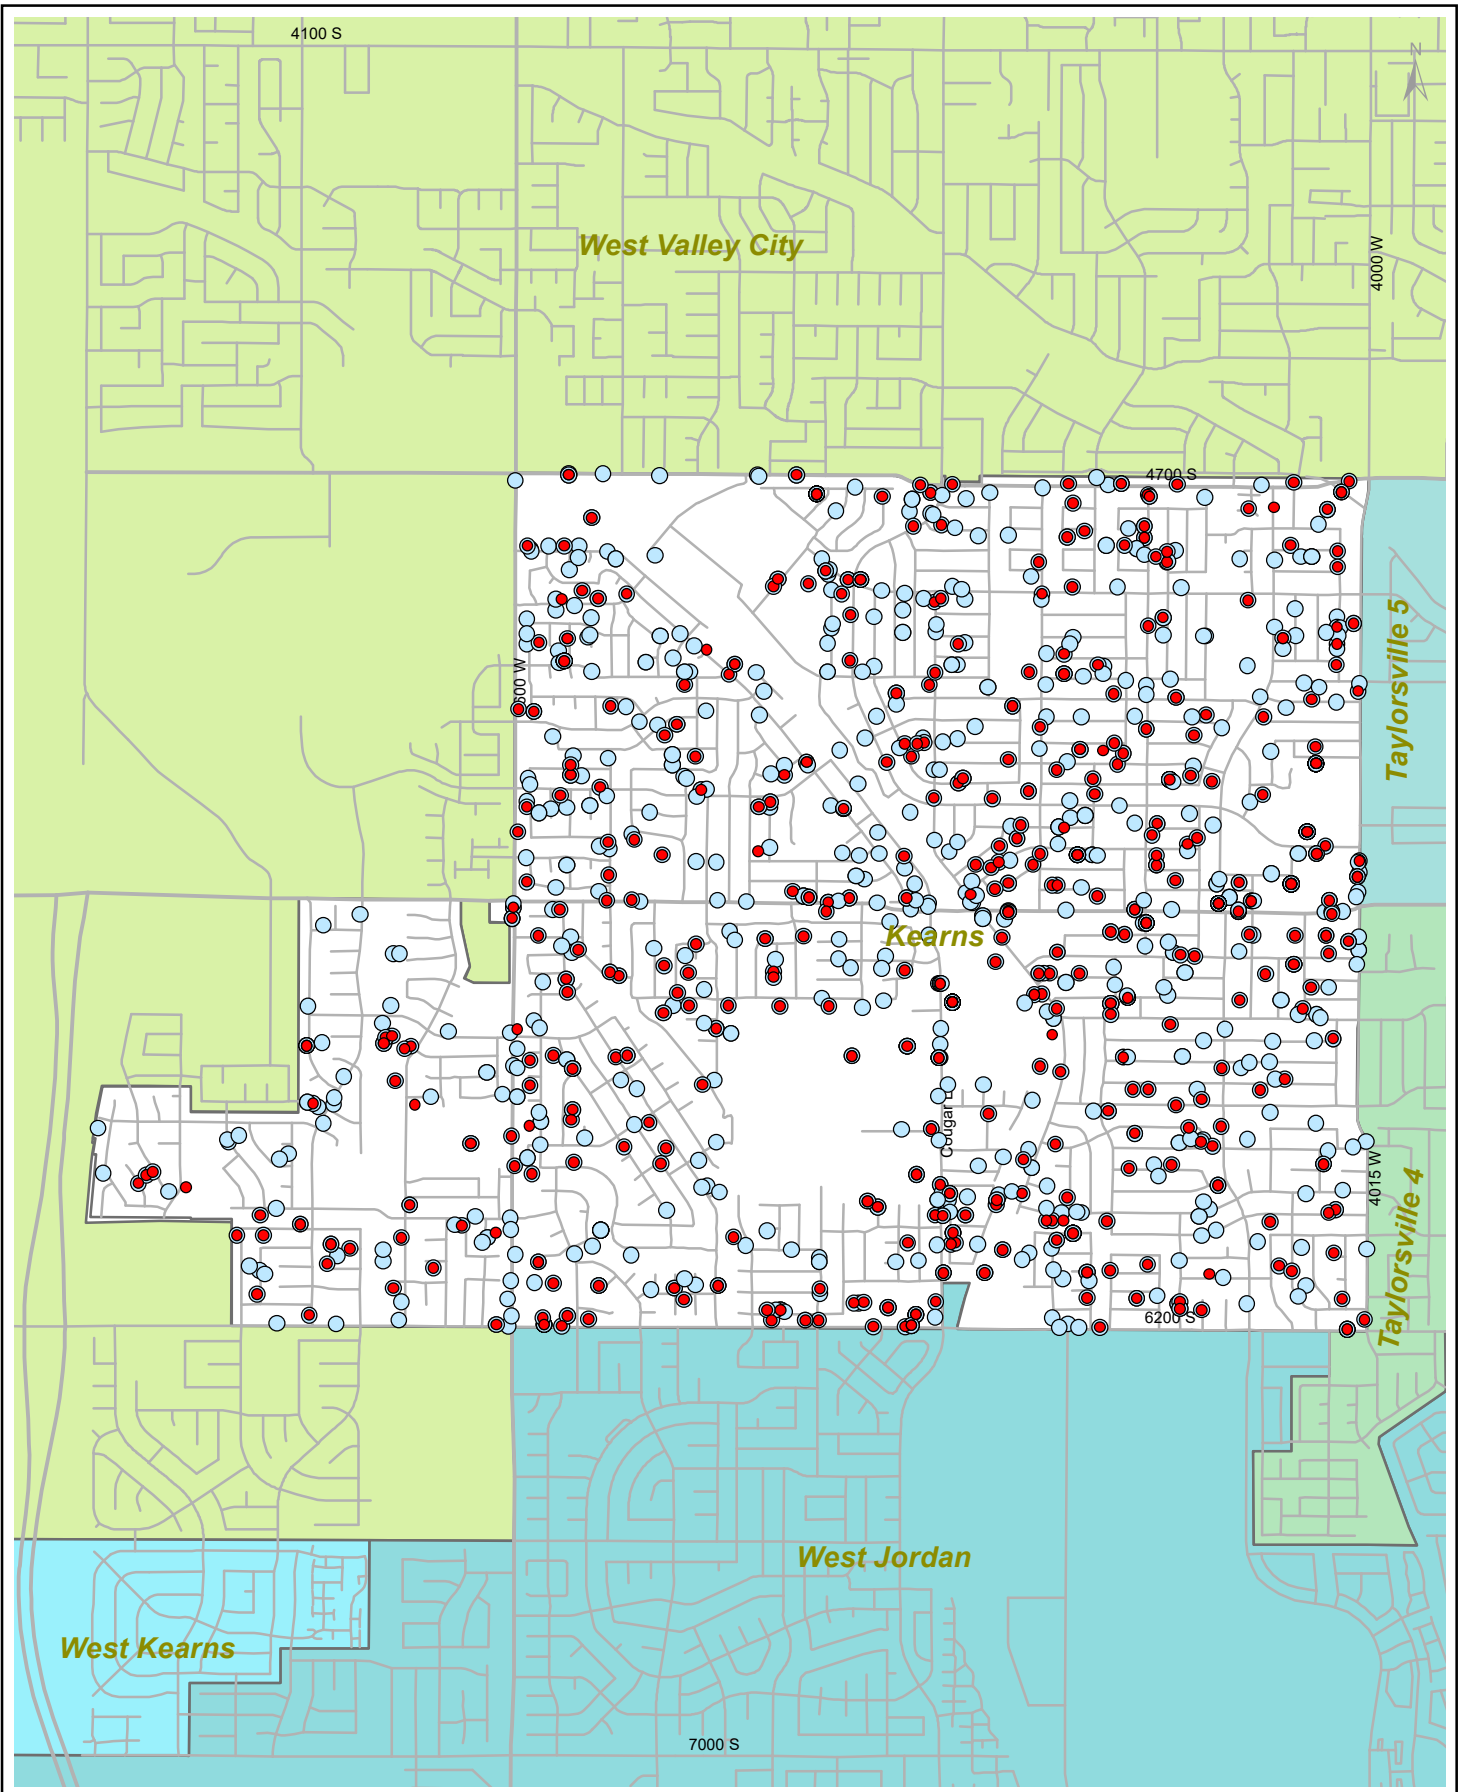 4100 S
N
West Valley City
4000 W
4700 S
Taylorsville 5
600 W
Kearns
Cougar L
4015 W
Taylorsville 4
6200 S
West Jordan
West Kearns
7000 S